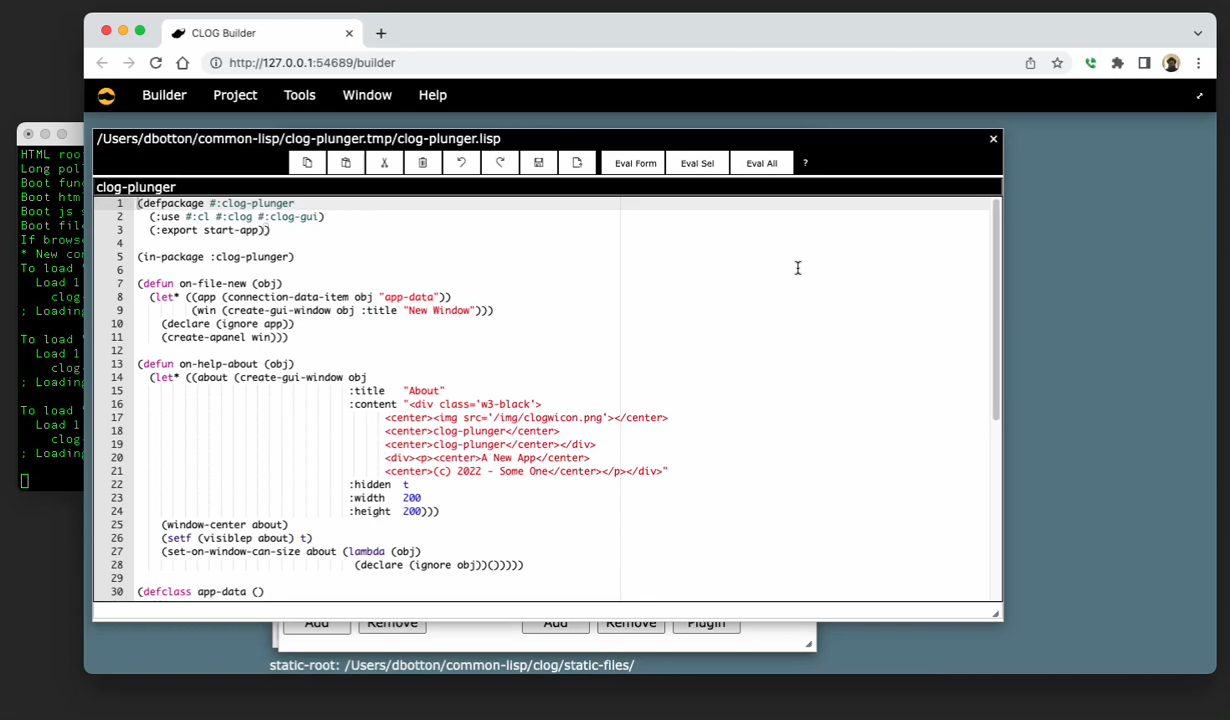 CLOG Builder
http://127.0.0.1:54689/builder
Builder Project Tools Window Help
HTML roo
Long pol
Boot fun
Boot htm
Boot js
Boot fil
If brows
* New co
To load
Load 1
clog-
; Loading
To load
Load 1
clog-
; Loading
To load
Load 1
clog-
; Loading
/Users/dbotton/common-lisp/clog-plunger.tmp/clog-plunger.lisp
Eval Form Eval Sel Eval All ?
clog-plunger
1 (defpackage #:clog-plunger
2 (:use #:cl #:clog #:clog-gui)
3 (:export start-app))
4
5 (in-package :clog-plunger)
6
7 (defun on-file-new (obj)
8 (let* ((app (connection-data-item obj "app-data"))
9 (win (create-gui-window obj :title "New Window")))
10 (declare (ignore app))
11 (create-apanel win)))
12
13 (defun on-help-about (obj)
14 (let* ((about (create-gui-window obj
15 :title "About"
16 :content "<div class='w3-black'>
17 <center><img src='/img/clogwicon.png'></center>
18 <center>clog-plunger</center>
19 <center>clog-plunger</center></div>
20 <div><p><center>A New App</center>
21 <center>(c) 2022 - Some One</center></p></div>"
22 :hidden t
23 :width 200
24 :height 200)))
25 (window-center about)
26 (setf (visiblep about) t)
27 (set-on-window-can-size about (lambda (obj)
28 (declare (ignore obj))()))))
29
30 (defclass app-data ()
Add Remove Add Remove Plugin
static-root: /Users/dbotton/common-lisp/clog/static-files/